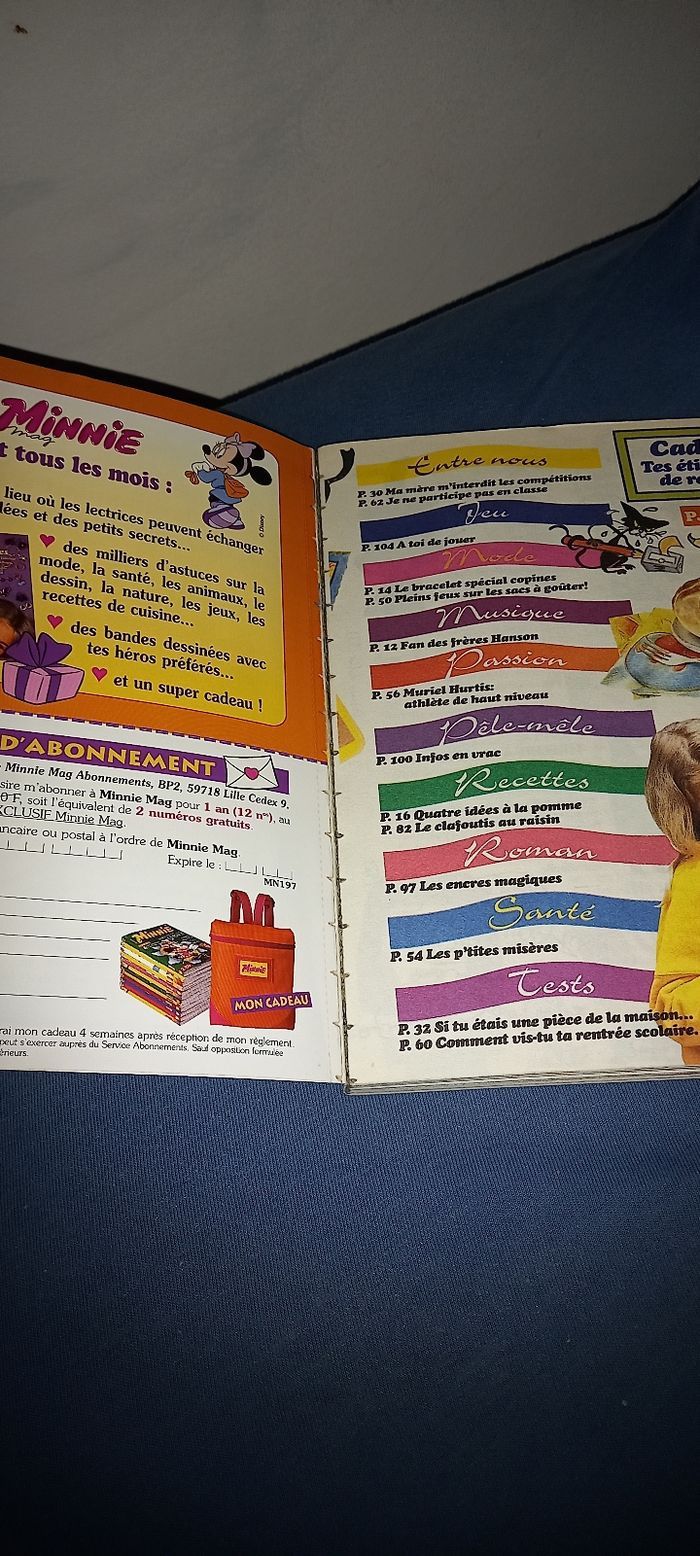 Minnie
mag
t tous les mois :
lieu où les lectrices peuvent échanger
idées et des petits secrets...
des milliers d'astuces sur la
mode, la santé, les animaux, le
dessin, la nature, les jeux, les
recettes de cuisine...
des bandes dessinées avec
tes héros préférés...
et un super cadeau !
© Disney
D'ABONNEMENT
Minnie Mag Abonnements, BP2, 59718 Lille Cedex 9.
sire m'abonner à Minnie Mag pour 1 an (12 nos), au
0 F, soit l'équivalent de 2 numéros gratuits.
XCLUSIF Minnie Mag.
ancaire ou postal à l'ordre de Minnie Mag.
Expire le :
MN197
Minnie
Minnie
MON CADEAU
rai mon cadeau 4 semaines après réception de mon règlement.
peut s'exercer auprès du Service Abonnements. Sauf opposition formulée
érieurs.
Entre nous
P. 30 Ma mère m'interdit les compétitions
P. 62 Je ne participe pas en classe
Jeu
P. 104 A toi de jouer
Mode
P. 14 Le bracelet spécial copines
P. 50 Pleins feux sur les sacs à goûter!
Musique
P. 12 Fan des frères Hanson
Passion
P. 56 Muriel Hurtis:
athlète de haut niveau
Pêle-mêle
P. 100 Infos en vrac
Recettes
P. 16 Quatre idées à la pomme
P. 82 Le clafoutis au raisin
Roman
P. 97 Les encres magiques
Santé
P. 54 Les p'tites misères
Tests
P. 32 Si tu étais une pièce de la maison...
P. 60 Comment vis-tu ta rentrée scolaire.
Cad
Tes éti
de re
P.